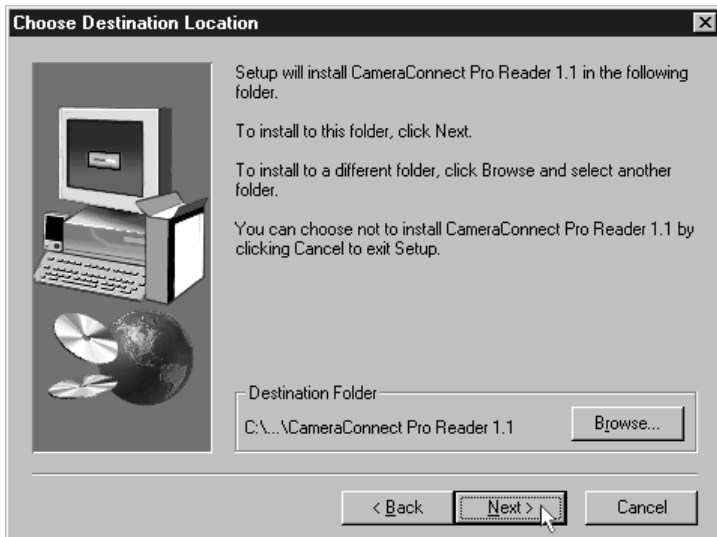 Choose Destination Location
Setup will install CameraConnect Pro Reader 1.1 in the following
folder.
To install to this folder, click Next.
To install to a different folder, click Browse and select another
folder.
You can choose not to install CameraConnect Pro Reader 1.1 by
clicking Cancel to exit Setup.
Destination Folder
C:\...\CameraConnect Pro Reader 1.1
Browse...
< Back
Next >
Cancel